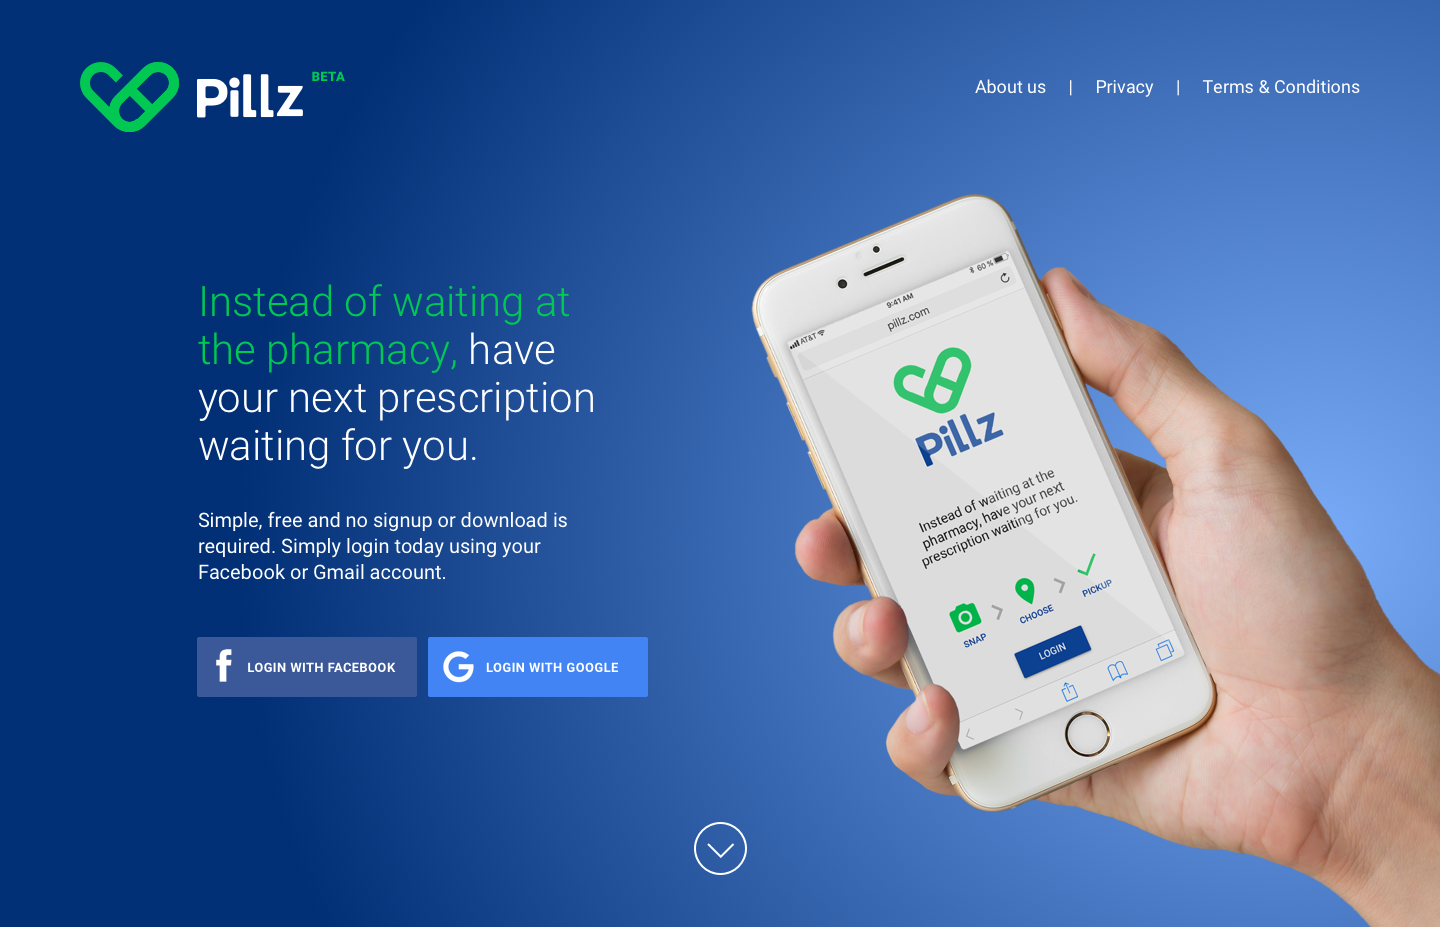 Pillz BETA
About us | Privacy | Terms & Conditions
Instead of waiting at
the pharmacy, have
your next prescription
waiting for you.
Simple, free and no signup or download is
required. Simply login today using your
Facebook or Gmail account.
LOGIN WITH FACEBOOK
LOGIN WITH GOOGLE
AT&T 9:41 AM 60 %
pillz.com
Pillz
Instead of waiting at the
pharmacy, have your next
prescription waiting for you.
SNAP CHOOSE PICKUP
LOGIN